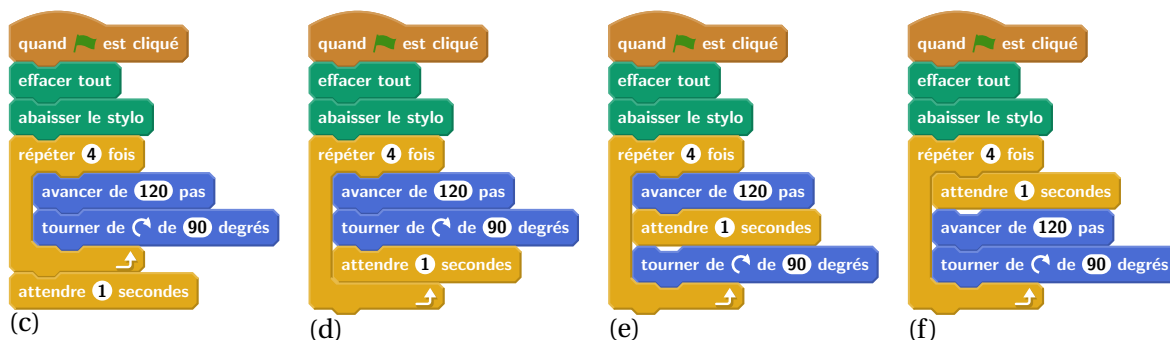 quand est cliqué
effacer tout
abaisser le stylo
répéter 4 fois
avancer de 120 pas
tourner de de 90 degrés
attendre 1 secondes
(c)
quand est cliqué
effacer tout
abaisser le stylo
répéter 4 fois
avancer de 120 pas
tourner de de 90 degrés
attendre 1 secondes
(d)
quand est cliqué
effacer tout
abaisser le stylo
répéter 4 fois
avancer de 120 pas
attendre 1 secondes
tourner de de 90 degrés
(e)
quand est cliqué
effacer tout
abaisser le stylo
répéter 4 fois
attendre 1 secondes
avancer de 120 pas
tourner de de 90 degrés
(f)